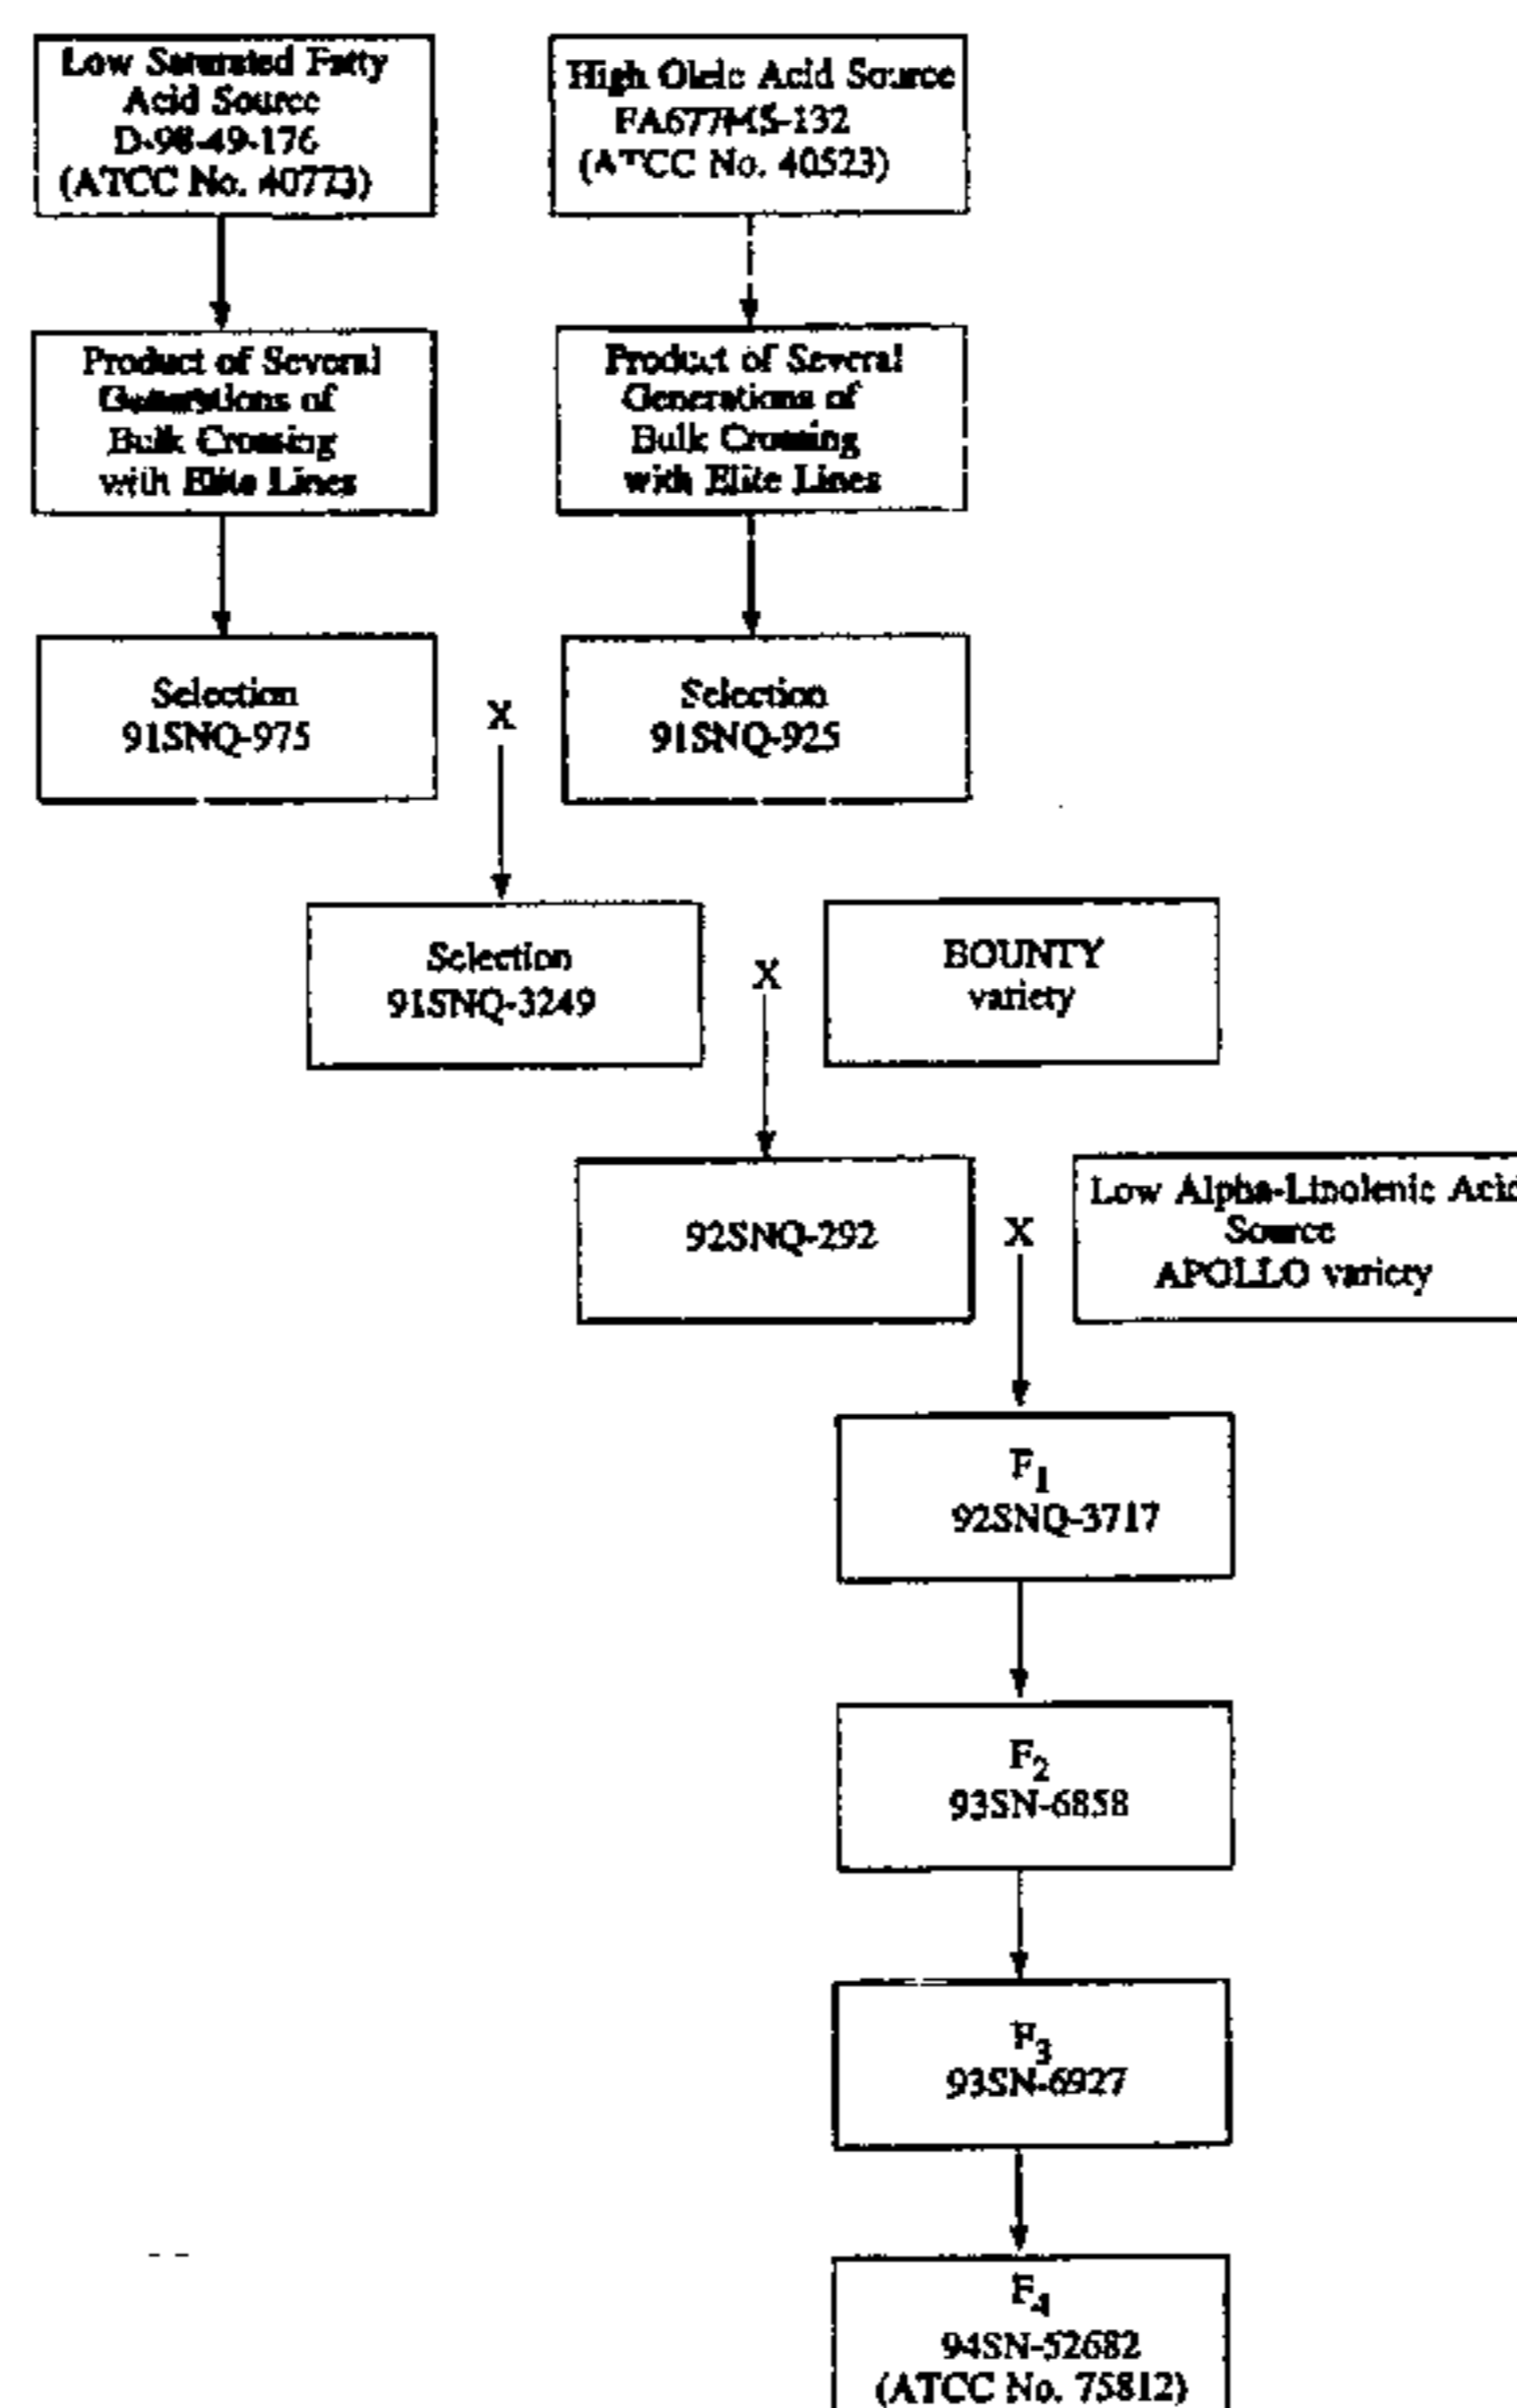 Low Saturated Fatty
Acid Source
D-98-49-176
(ATCC No. 40773)
High Oleic Acid Source
FA677M5-132
(ATCC No. 40523)
Product of Several
Generations of
Bulk Crossing
with Elite Lines
Product of Several
Generations of
Bulk Crossing
with Elite Lines
Selection
91SNQ-975
X
Selection
91SNQ-925
Selection
91SNQ-3249
X
BOUNTY
variety
92SNQ-292
X
Low Alpha-Linolenic Acid
Source
APOLLO variety
F1
92SNQ-3717
F2
93SN-6858
F3
93SN-6927
F4
94SN-52682
(ATCC No. 75812)